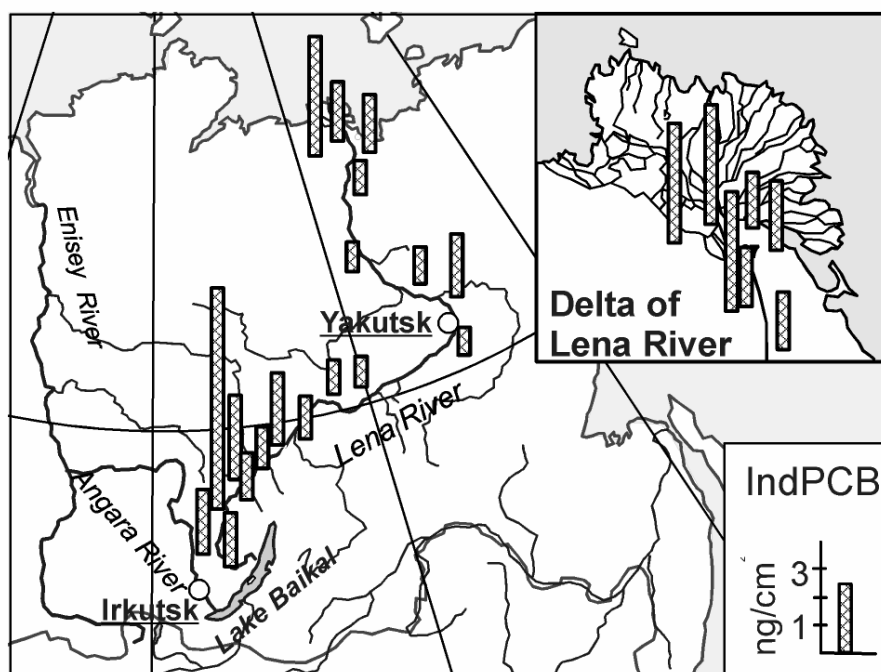 Enisey River
Yakutsk
Delta of
Lena River
Lena River
Angara River
Irkutsk
Lake Baikal
IndPCB
ng/cm
3
1